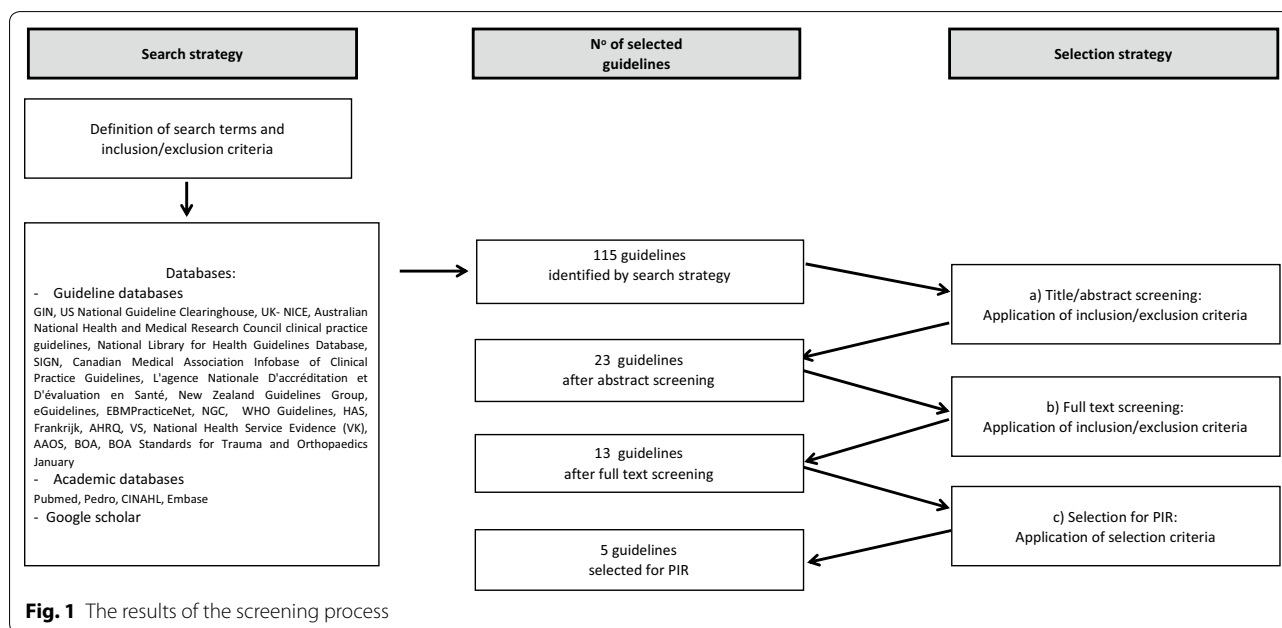 Search strategy
Nº of selected
guidelines
Selection strategy
Definition of search terms and
inclusion/exclusion criteria
Databases:
- Guideline databases
GIN, US National Guideline Clearinghouse, UK- NICE, Australian
National Health and Medical Research Council clinical practice
guidelines, National Library for Health Guidelines Database,
SIGN, Canadian Medical Association Infobase of Clinical
Practice Guidelines, L'agence Nationale D'accréditation et
D'évaluation en Santé, New Zealand Guidelines Group,
eGuidelines, EBMPracticeNet, NGC, WHO Guidelines, HAS,
Frankrijk, AHRQ, VS, National Health Service Evidence (VK),
AAOS, BOA, BOA Standards for Trauma and Orthopaedics
January
- Academic databases
Pubmed, Pedro, CINAHL, Embase
- Google scholar
115 guidelines
identified by search strategy
a) Title/abstract screening:
Application of inclusion/exclusion criteria
23 guidelines
after abstract screening
b) Full text screening:
Application of inclusion/exclusion criteria
13 guidelines
after full text screening
c) Selection for PIR:
Application of selection criteria
5 guidelines
selected for PIR
Fig. 1 The results of the screening process